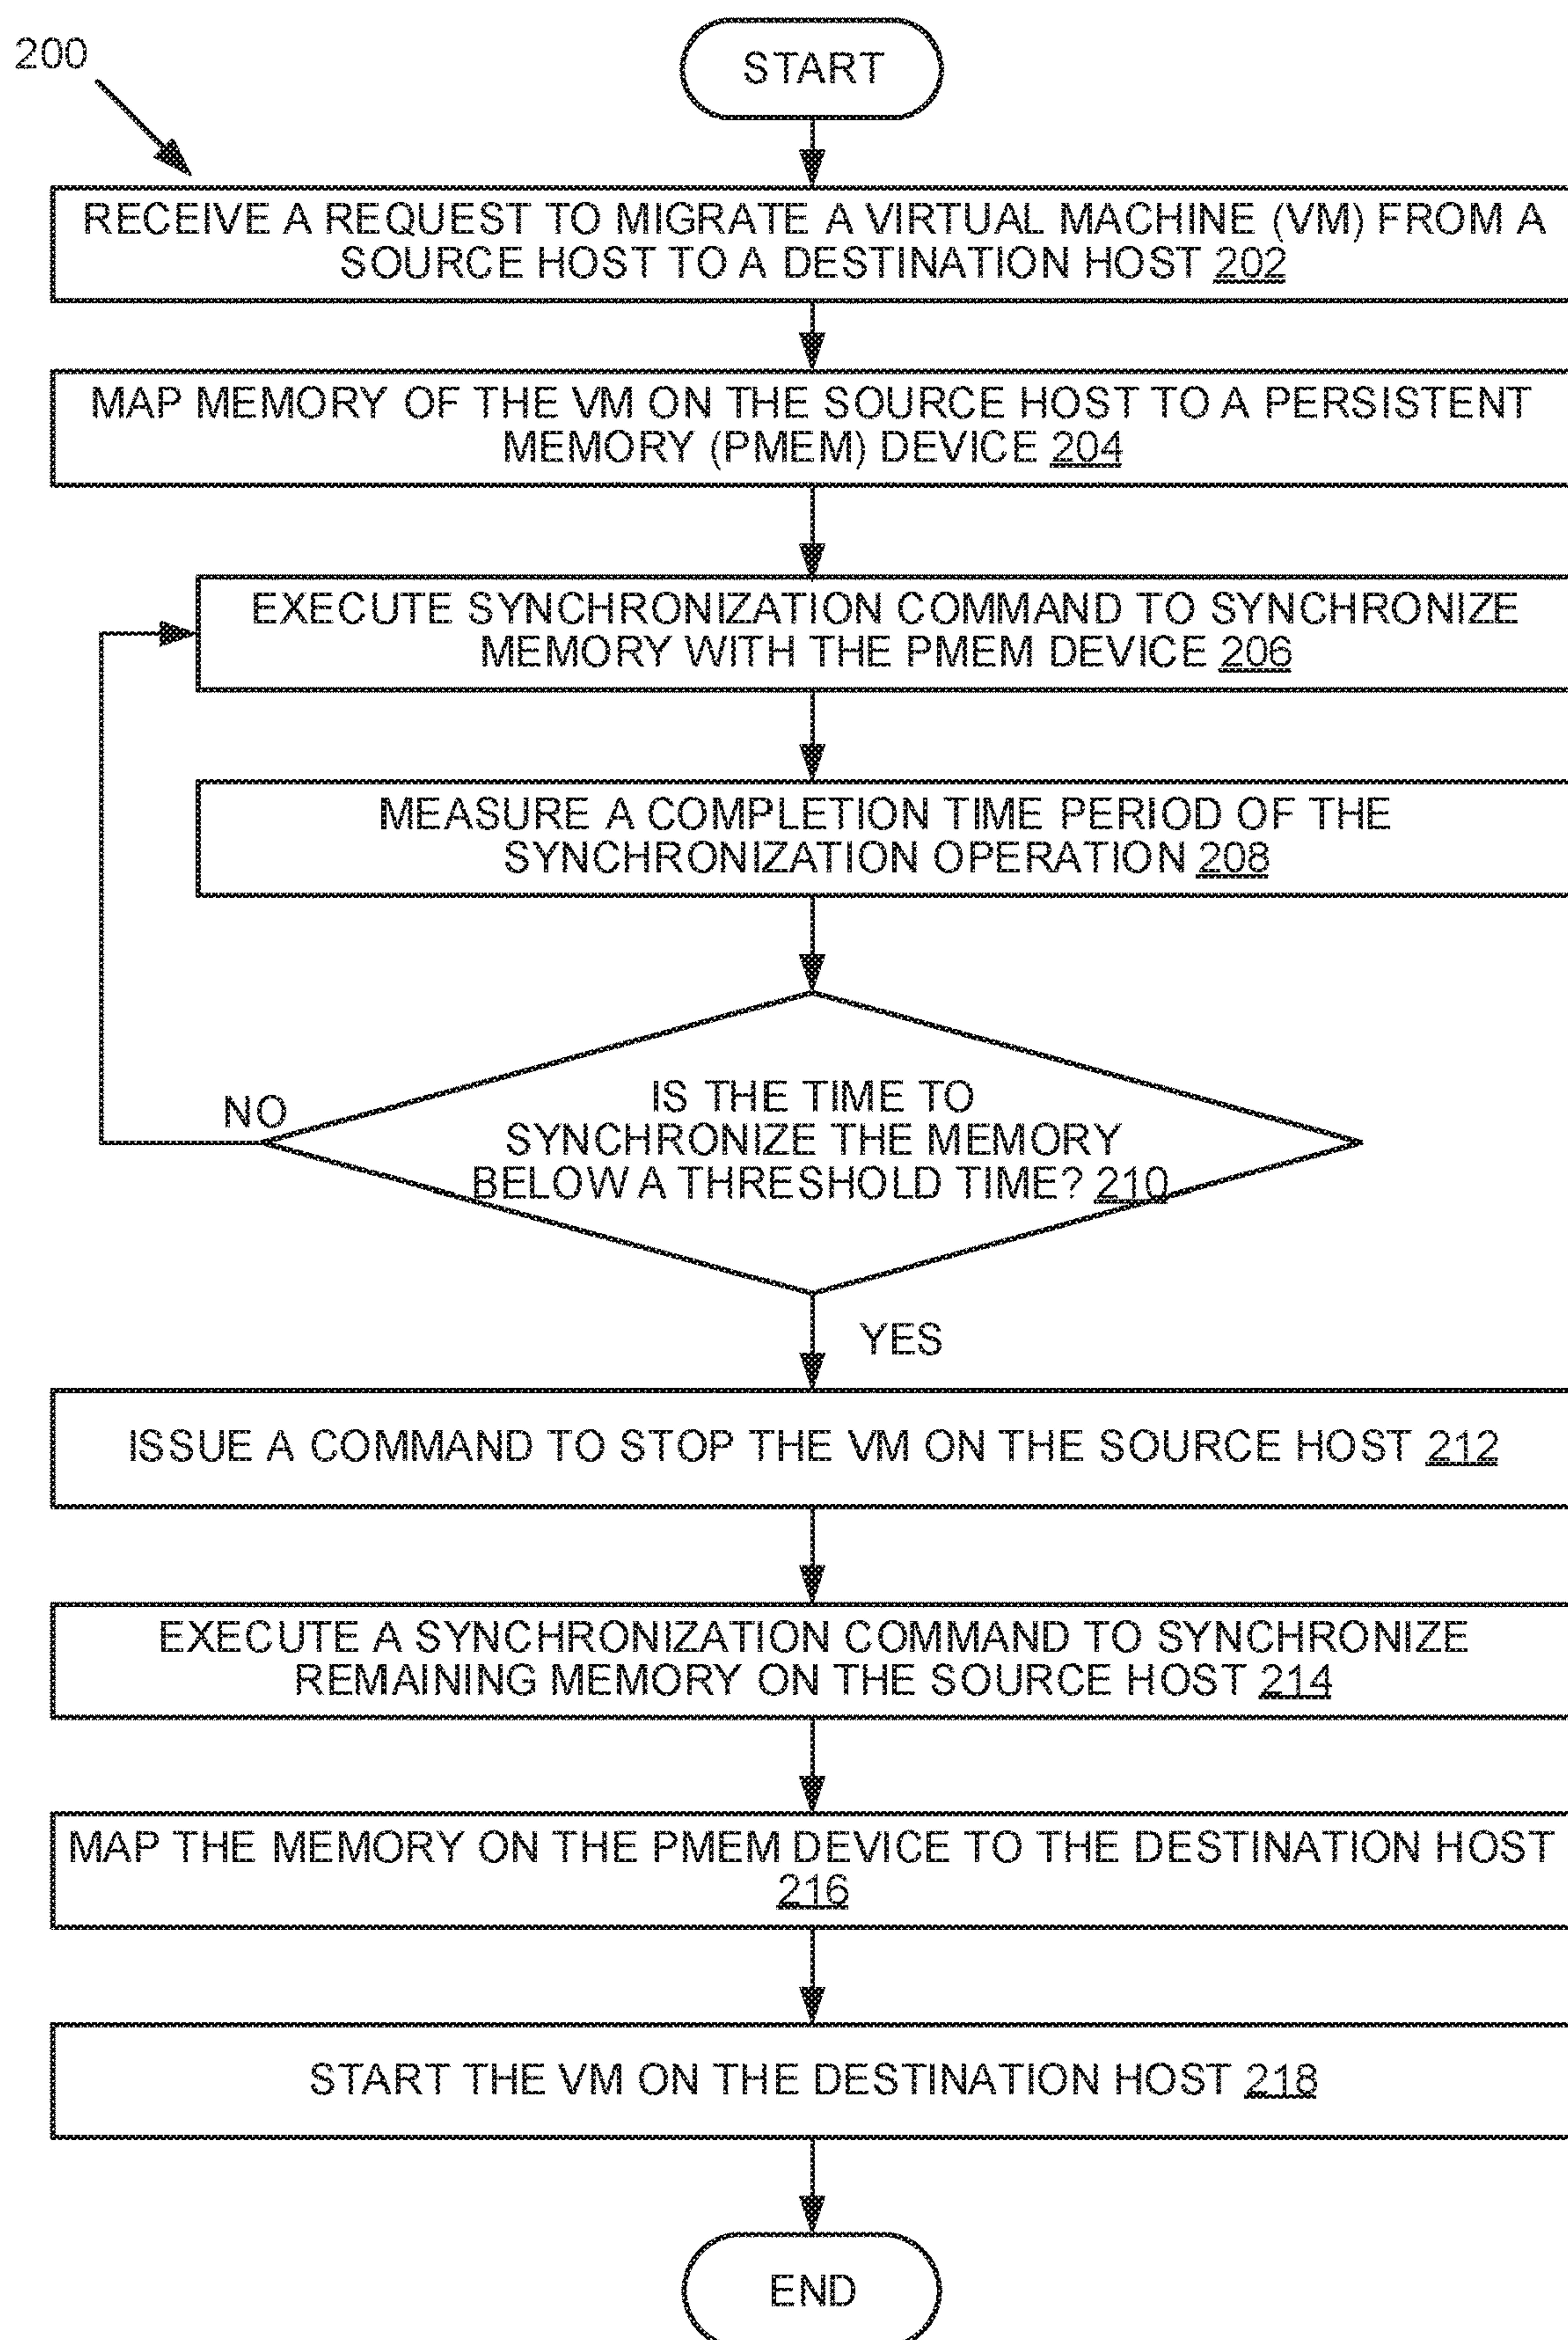 200
START
RECEIVE A REQUEST TO MIGRATE A VIRTUAL MACHINE (VM) FROM A
SOURCE HOST TO A DESTINATION HOST 202
MAP MEMORY OF THE VM ON THE SOURCE HOST TO A PERSISTENT
MEMORY (PMEM) DEVICE 204
EXECUTE SYNCHRONIZATION COMMAND TO SYNCHRONIZE
MEMORY WITH THE PMEM DEVICE 206
MEASURE A COMPLETION TIME PERIOD OF THE
SYNCHRONIZATION OPERATION 208
NO
IS THE TIME TO
SYNCHRONIZE THE MEMORY
BELOW A THRESHOLD TIME? 210
YES
ISSUE A COMMAND TO STOP THE VM ON THE SOURCE HOST 212
EXECUTE A SYNCHRONIZATION COMMAND TO SYNCHRONIZE
REMAINING MEMORY ON THE SOURCE HOST 214
MAP THE MEMORY ON THE PMEM DEVICE TO THE DESTINATION HOST
216
START THE VM ON THE DESTINATION HOST 218
END